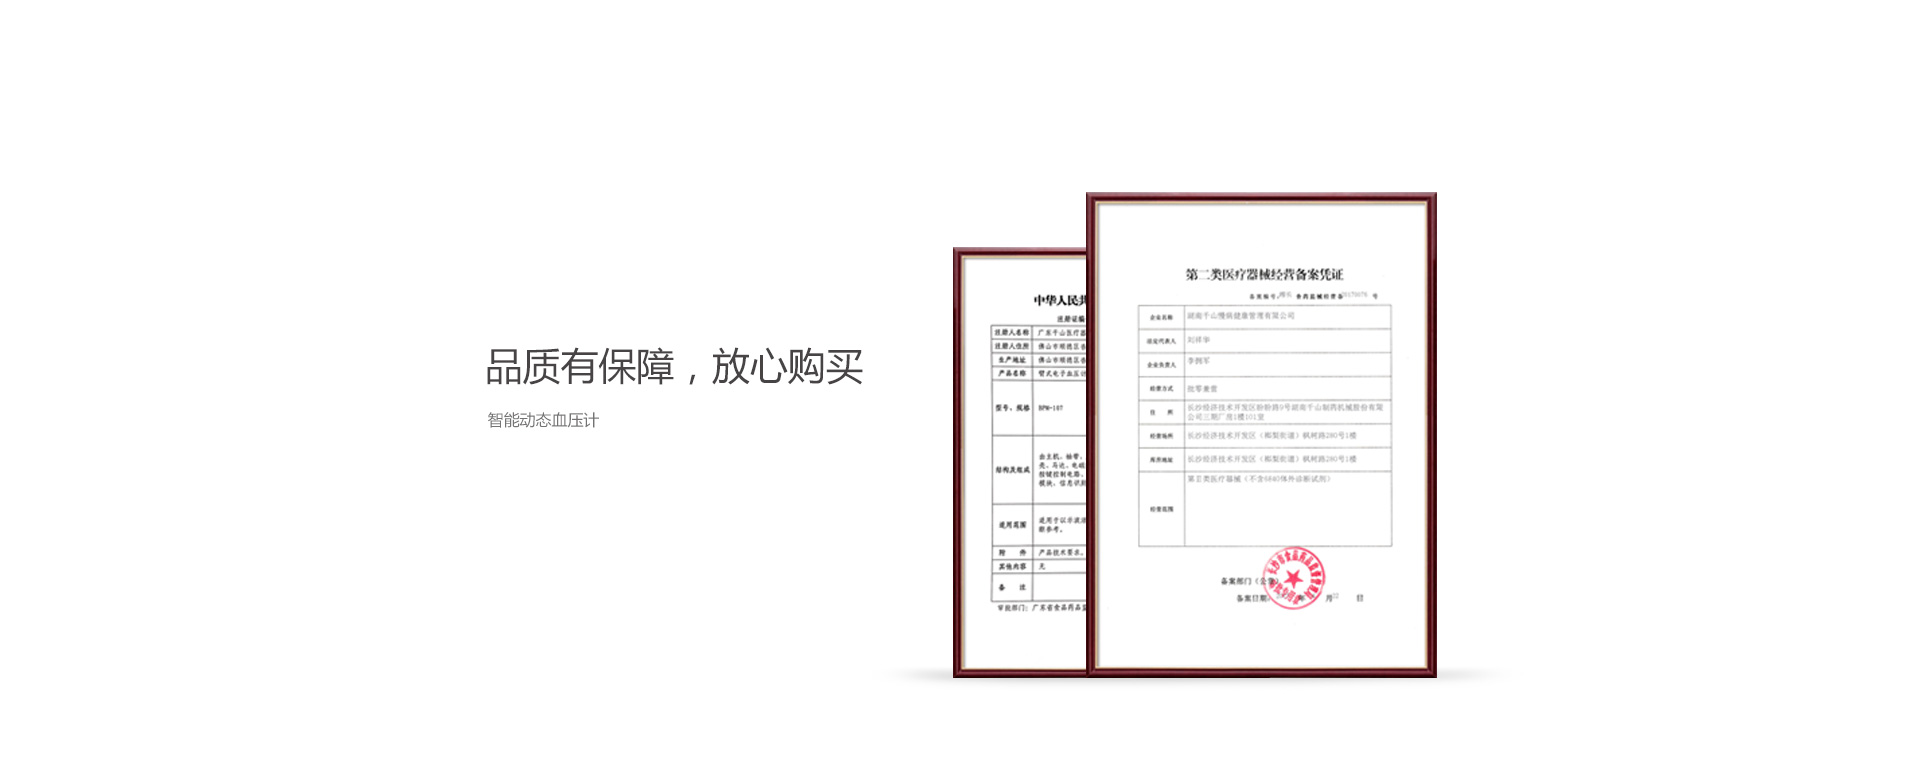 品质有保障，放心购买
智能动态血压计
中华人民共
注册证编
注册人名称 广东千山医疗器
注册人住所 佛山市顺德区
生产地址 佛山市顺德区
产品名称 臂式电子血压计
型号、规格 BPM-107
结构及组成 由主机、袖带、
壳、马达、电磁
按键控制电路、
模块、信息识别
适用范围 适用于以示波法
断参考。
附 件 产品技术要求。
其他内容 无
备 注
审批部门：广东省食品药品监
第二类医疗器械经营备案凭证
备案编号： 食药监械经营备20170076 号
企业名称 湖南千山慢病健康管理有限公司
法定代表人 刘祥华
企业负责人
经营方式 批零兼营
住 所 长沙经济技术开发区盼盼路9号湖南千山制药机械股份有限
公司三期厂房1楼101室
经营场所 长沙经济技术开发区（榔梨街道）枫树路280号1楼
库房地址 长沙经济技术开发区（榔梨街道）枫树路280号1楼
经营范围 第II类医疗器械（不含6840体外诊断试剂）
备案部门（公章）
备案日期： 年 月 日